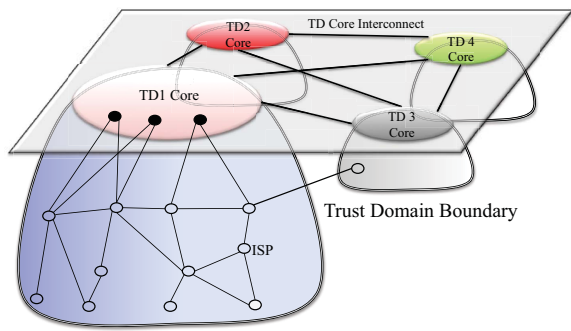 TD2
Core
TD Core Interconnect
TD 4
Core
TD1 Core
TD 3
Core
Trust Domain Boundary
ISP